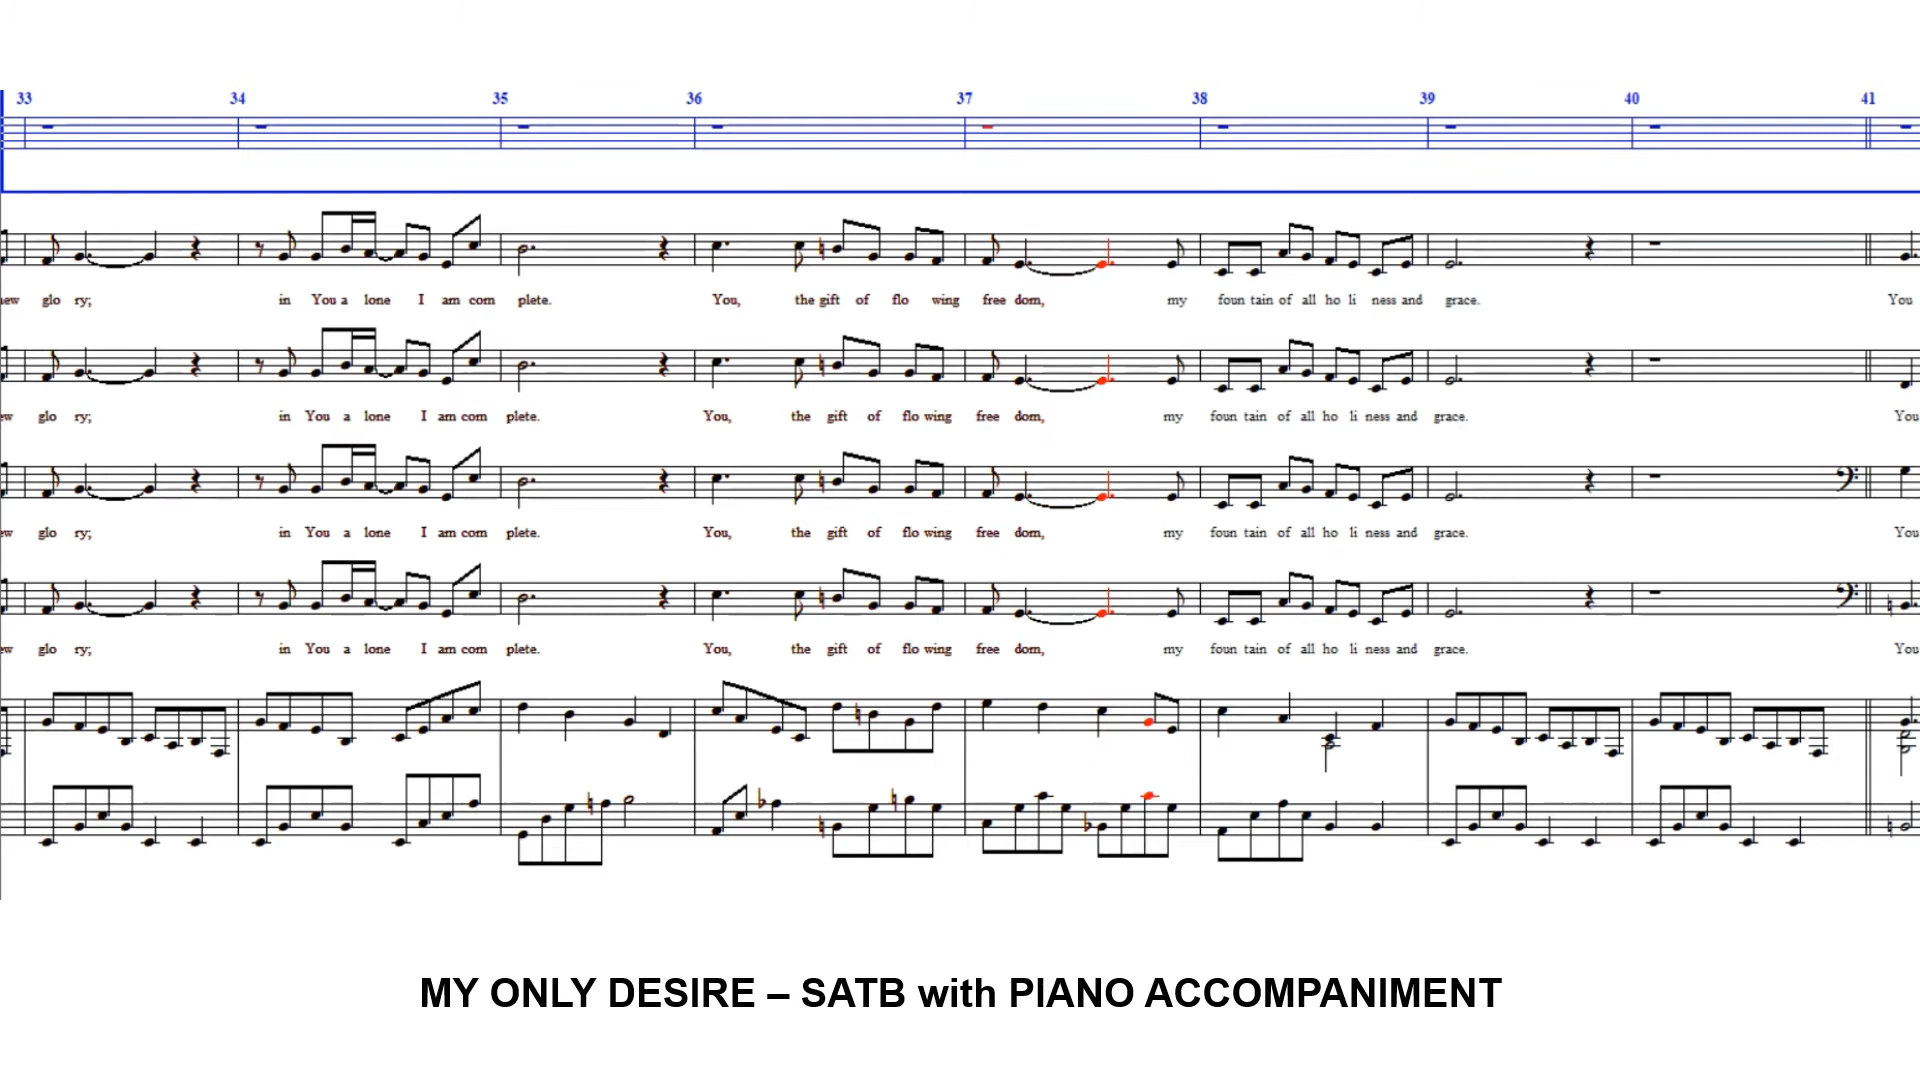 33 34 35 36 37 38 39 40 41
glo ry; in You a lone I am com plete. You, the gift of flo wing free dom, my foun tain of all ho li ness and grace. You
glo ry; in You a lone I am com plete. You, the gift of flo wing free dom, my foun tain of all ho li ness and grace. You
glo ry; in You a lone I am com plete. You, the gift of flo wing free dom, my foun tain of all ho li ness and grace. You
glo ry; in You a lone I am com plete. You, the gift of flo wing free dom, my foun tain of all ho li ness and grace. You
MY ONLY DESIRE – SATB with PIANO ACCOMPANIMENT